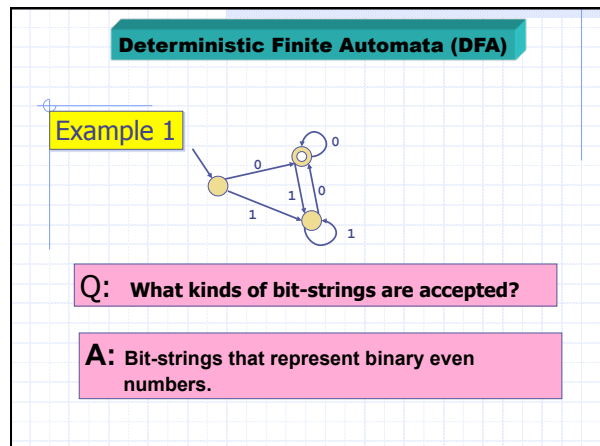 Deterministic Finite Automata (DFA)
Example 1
0
0
1
0
1
1
Q: What kinds of bit-strings are accepted?
A: Bit-strings that represent binary even
numbers.